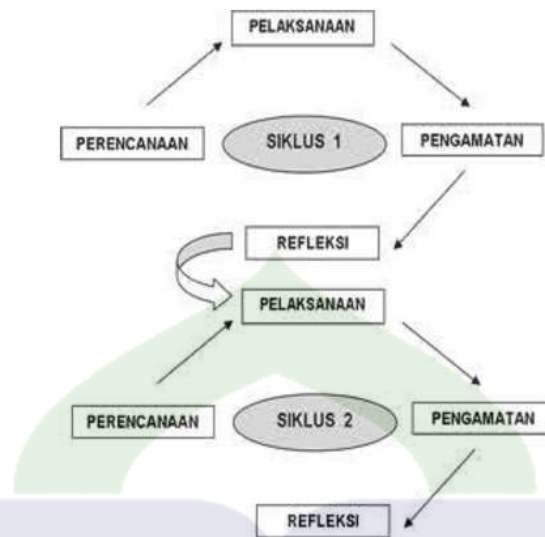 PELAKSANAAN
PERENCANAAN
SIKLUS 1
PENGAMATAN
REFLEKSI
PELAKSANAAN
PERENCANAAN
SIKLUS 2
PENGAMATAN
REFLEKSI